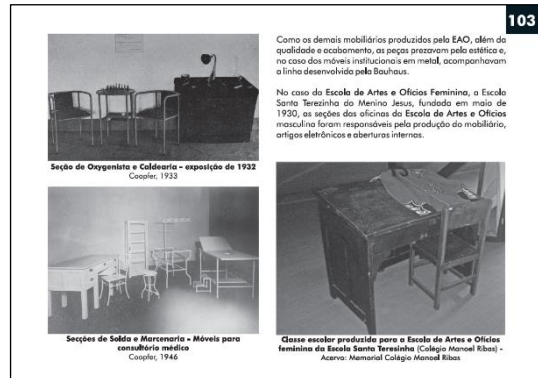 103
Como os demais mobiliários produzidos pela EAO, além da
qualidade e acabamento, as peças prezavam pela estética e,
no caso dos móveis institucionais em metal, acompanhavam
a linha desenvolvida pela Bauhaus.
No caso da Escola de Artes e Ofícios Feminina, a Escola
Santa Terezinha do Menino Jesus, fundada em maio de
1930, as seções das oficinas da Escola de Artes e Ofícios
masculina foram responsáveis pela produção do mobiliário,
artigos eletrônicos e aberturas internas.
Seção de Oxygenista e Caldearia – exposição de 1932
Coopfer, 1933
Secções de Solda e Marcenaria – Móveis para
consultório médico
Coopfer, 1946
Classe escolar produzida para a Escola de Artes e Ofícios
feminina da Escola Santa Teresinha (Colégio Manoel Ribas) -
Acervo: Memorial Colégio Manoel Ribas